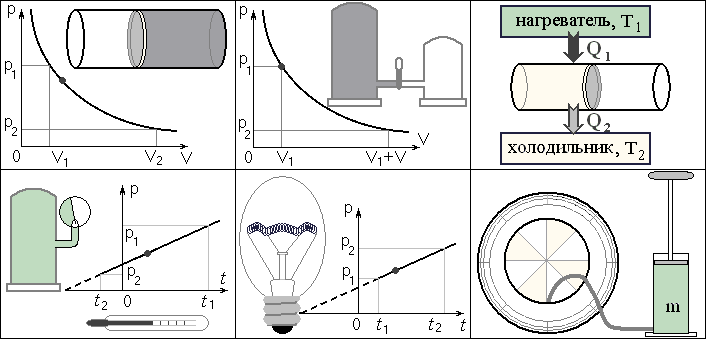 p
p₁
p₂
0
V₁
V₂
V
p
p₁
p₂
0
V₁
V₁+V
V
нагреватель, T₁
Q₁
Q₂
холодильник, T₂
p
p₁
p₂
t₂
0
t₁
t
p
p₂
p₁
0
t₁
t₂
t
m